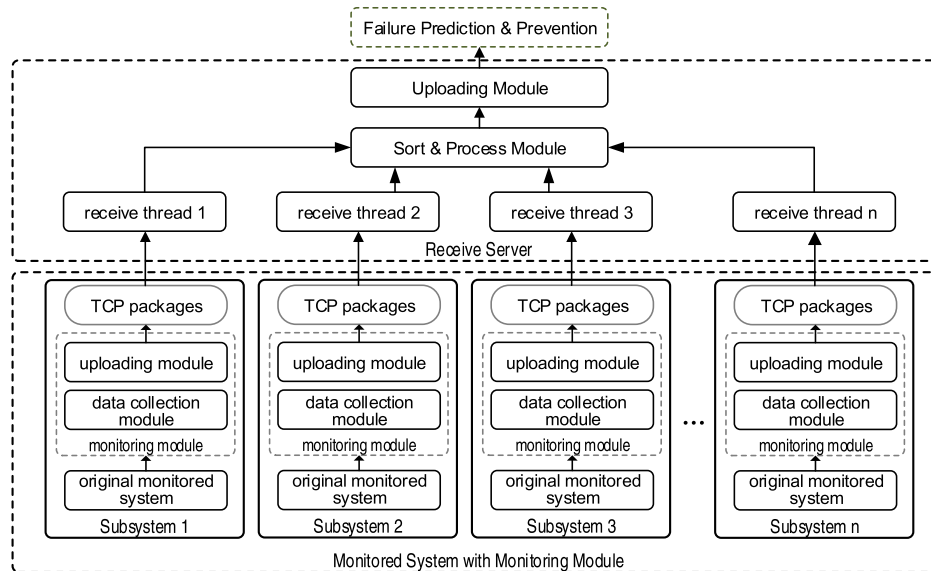 Failure Prediction & Prevention
Uploading Module
Sort & Process Module
receive thread 1
receive thread 2
receive thread 3
receive thread n
Receive Server
TCP packages
TCP packages
TCP packages
TCP packages
uploading module
uploading module
uploading module
uploading module
data collection
module
data collection
module
data collection
module
data collection
module
...
monitoring module
monitoring module
monitoring module
monitoring module
original monitored
system
original monitored
system
original monitored
system
original monitored
system
Subsystem 1
Subsystem 2
Subsystem 3
Subsystem n
Monitored System with Monitoring Module